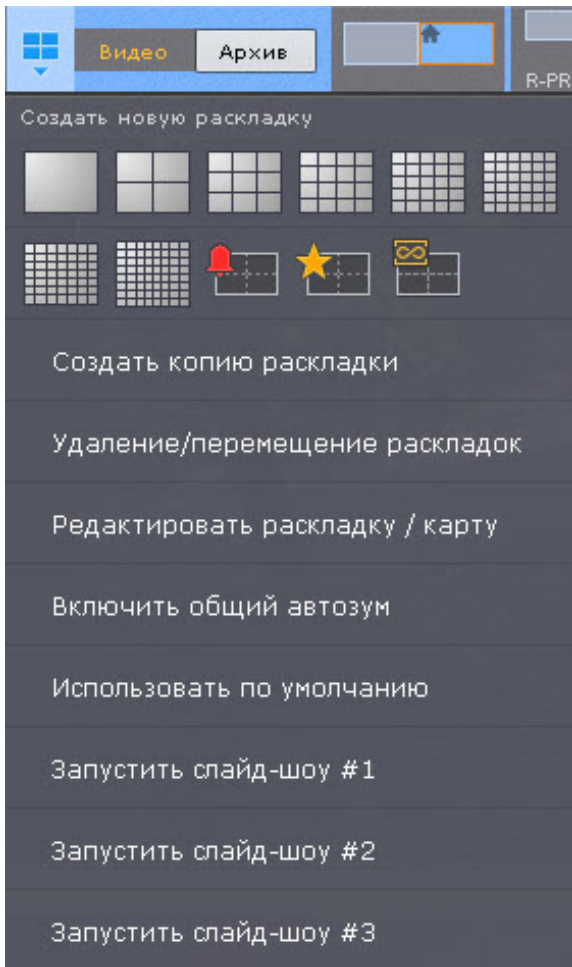 Видео Архив
R-PR
Создать новую раскладку
Создать копию раскладки
Удаление/перемещение раскладок
Редактировать раскладку / карту
Включить общий автозум
Использовать по умолчанию
Запустить слайд-шоу #1
Запустить слайд-шоу #2
Запустить слайд-шоу #3